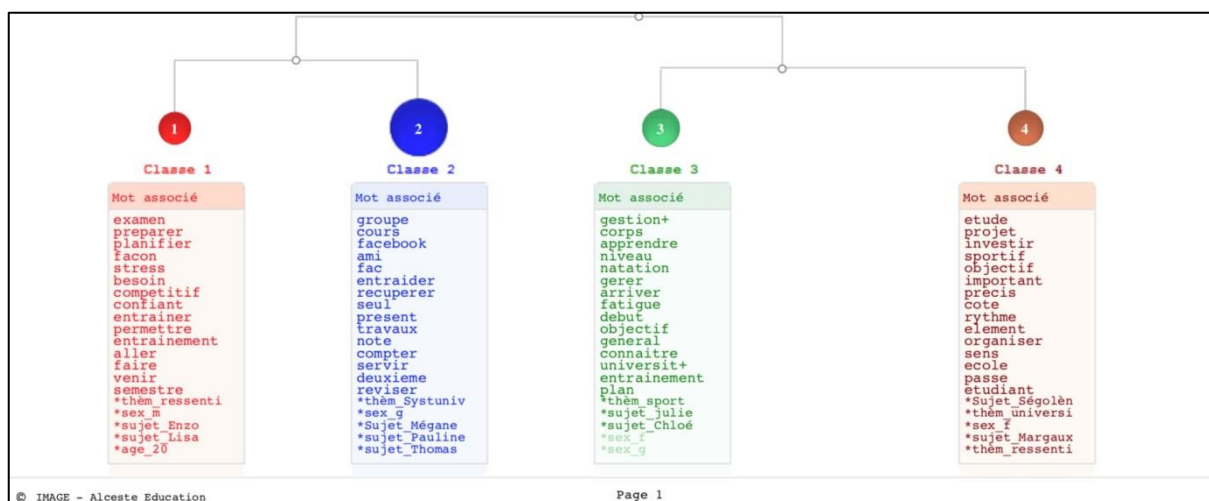 1
2
3
4
Classe 1
Classe 2
Classe 3
Classe 4
Mot associé
examen
preparer
planifier
facon
stress
besoin
competitif
confiant
entrainer
permettre
entrainement
aller
faire
venir
semestre
*thèm_ressenti
*sex_m
*sujet_Enzo
*sujet_Lisa
*age_20
Mot associé
groupe
cours
facebook
ami
fac
entraider
recuperer
seul
present
travaux
note
compter
servir
deuxieme
reviser
*thèm_Systuniv
*sex_g
*Sujet_Mégane
*sujet_Pauline
*sujet_Thomas
Mot associé
gestion+
corps
apprendre
niveau
natation
gerer
arriver
fatigue
debut
objectif
general
connaitre
universit+
entrainement
plan
*thèm_sport
*sujet_julie
*sujet_Chloé
*sex_f
*sex_g
Mot associé
etude
projet
investir
sportif
objectif
important
précis
cote
rythme
element
organiser
sens
ecole
passe
etudiant
*Sujet_Ségolèn
*thèm_universi
*sex_f
*sujet_Margaux
*thèm_ressenti
© IMAGE - Alceste Education
Page 1